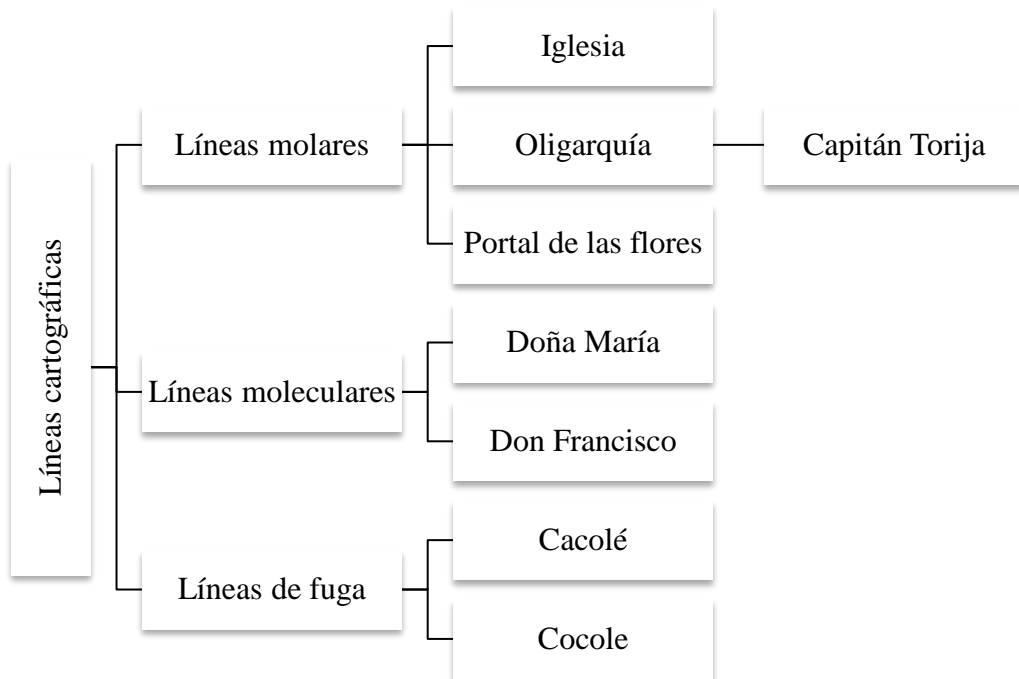 Líneas cartográficas
Líneas molares
Iglesia
Oligarquía
Capitán Torija
Portal de las flores
Líneas moleculares
Doña María
Don Francisco
Líneas de fuga
Cacolé
Cocole